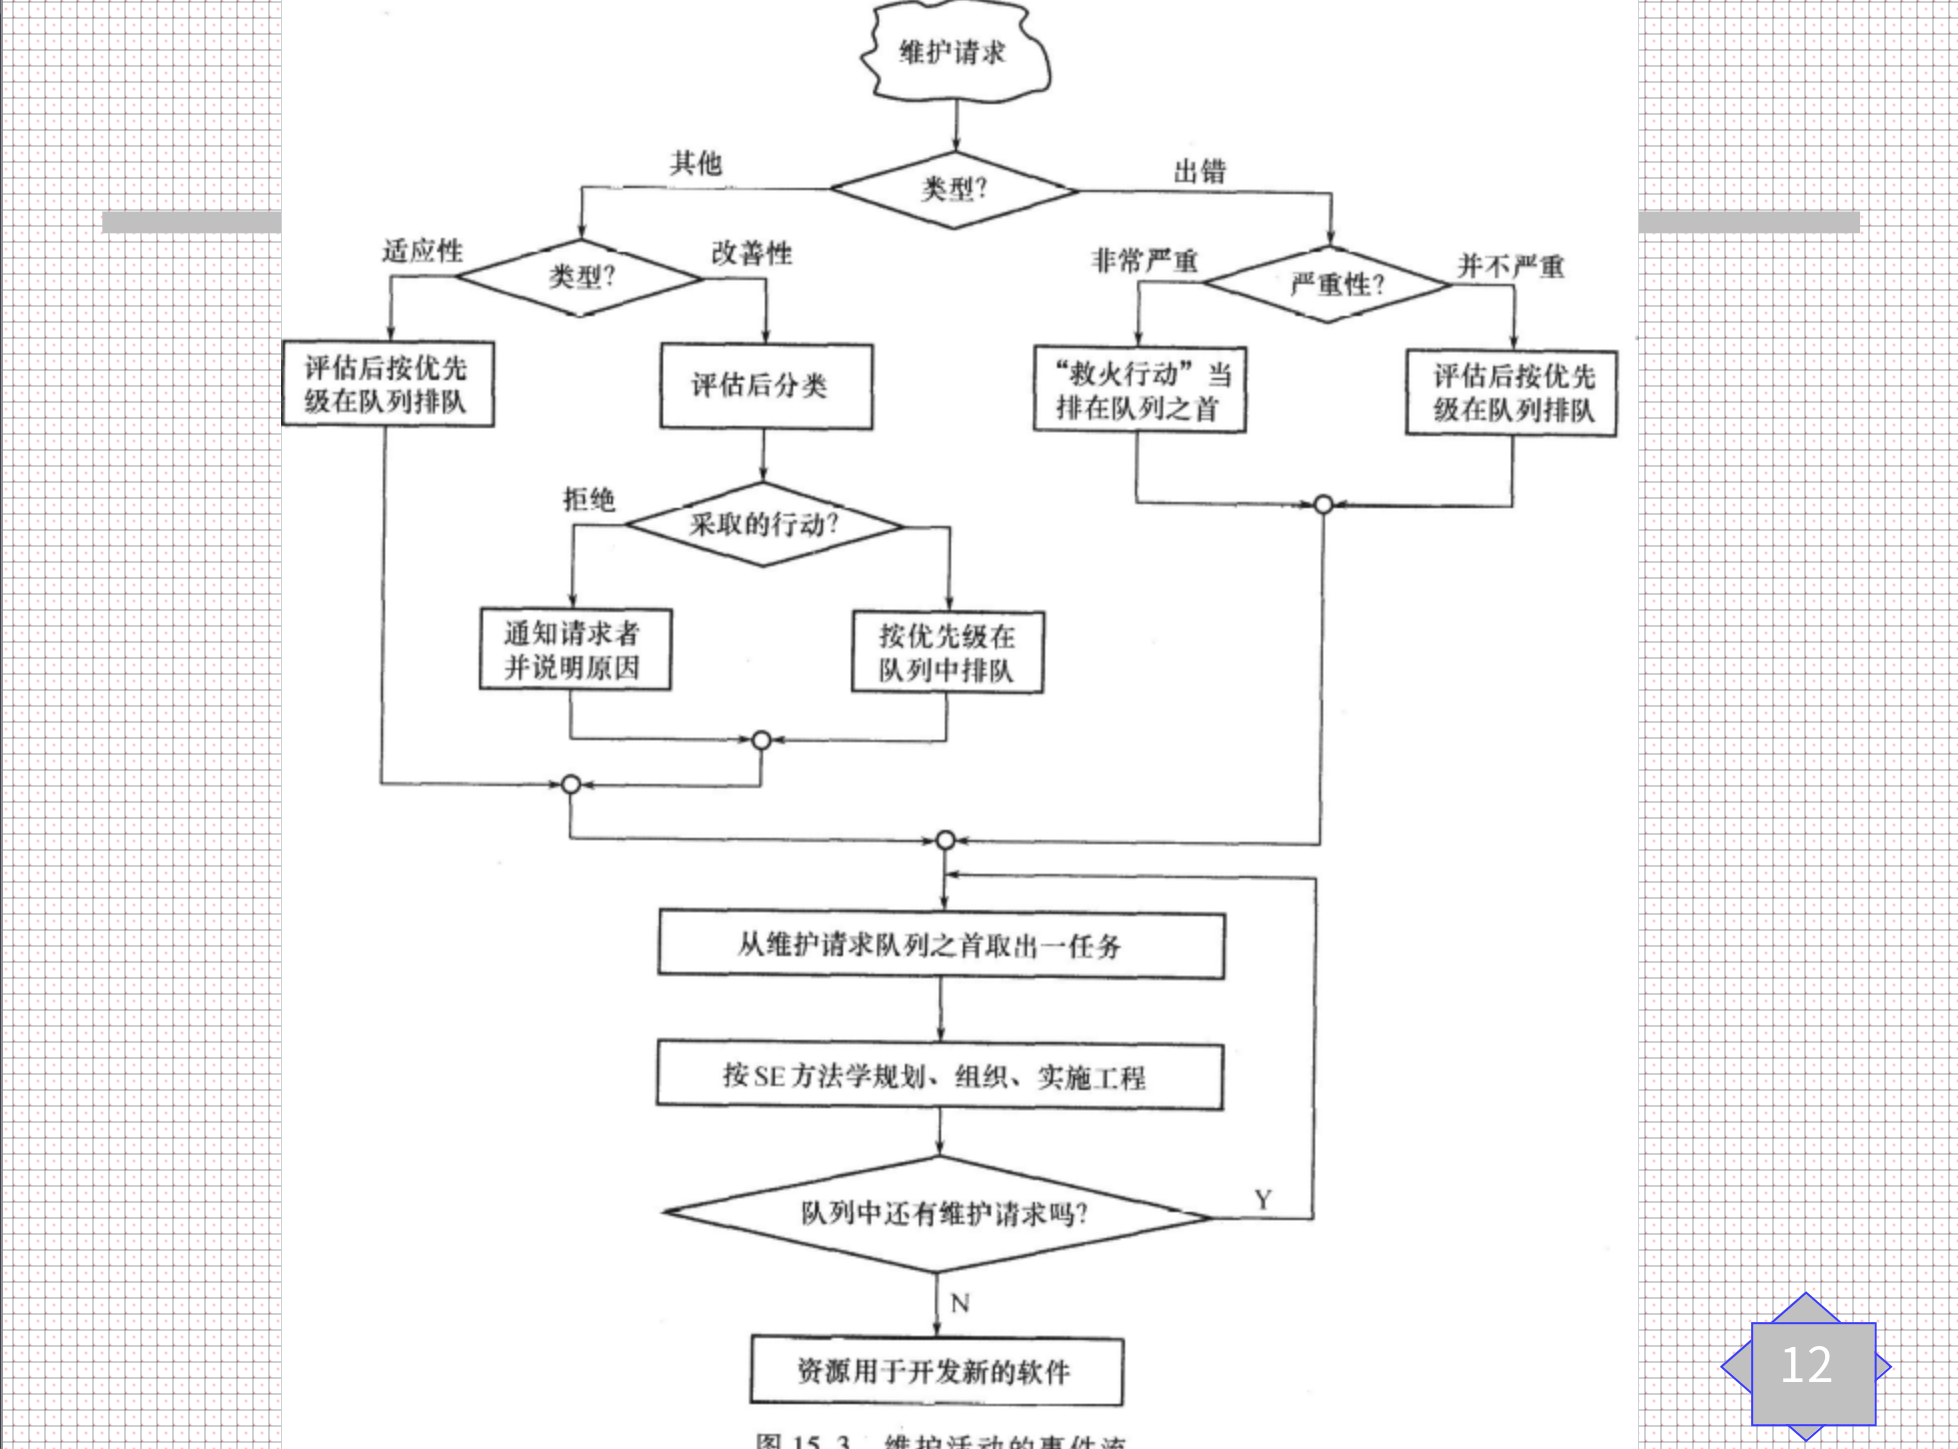 维护请求
其他
类型?
出错
适应性
类型?
改善性
非常严重
严重性?
并不严重
评估后按优先
级在队列排队
评估后分类
“救火行动”当
排在队列之首
评估后按优先
级在队列排队
拒绝
采取的行动?
通知请求者
并说明原因
按优先级在
队列中排队
从维护请求队列之首取出一任务
按SE方法学规划、组织、实施工程
队列中还有维护请求吗?
Y
N
资源用于开发新的软件
12
图 15.3 维护活动的事件流